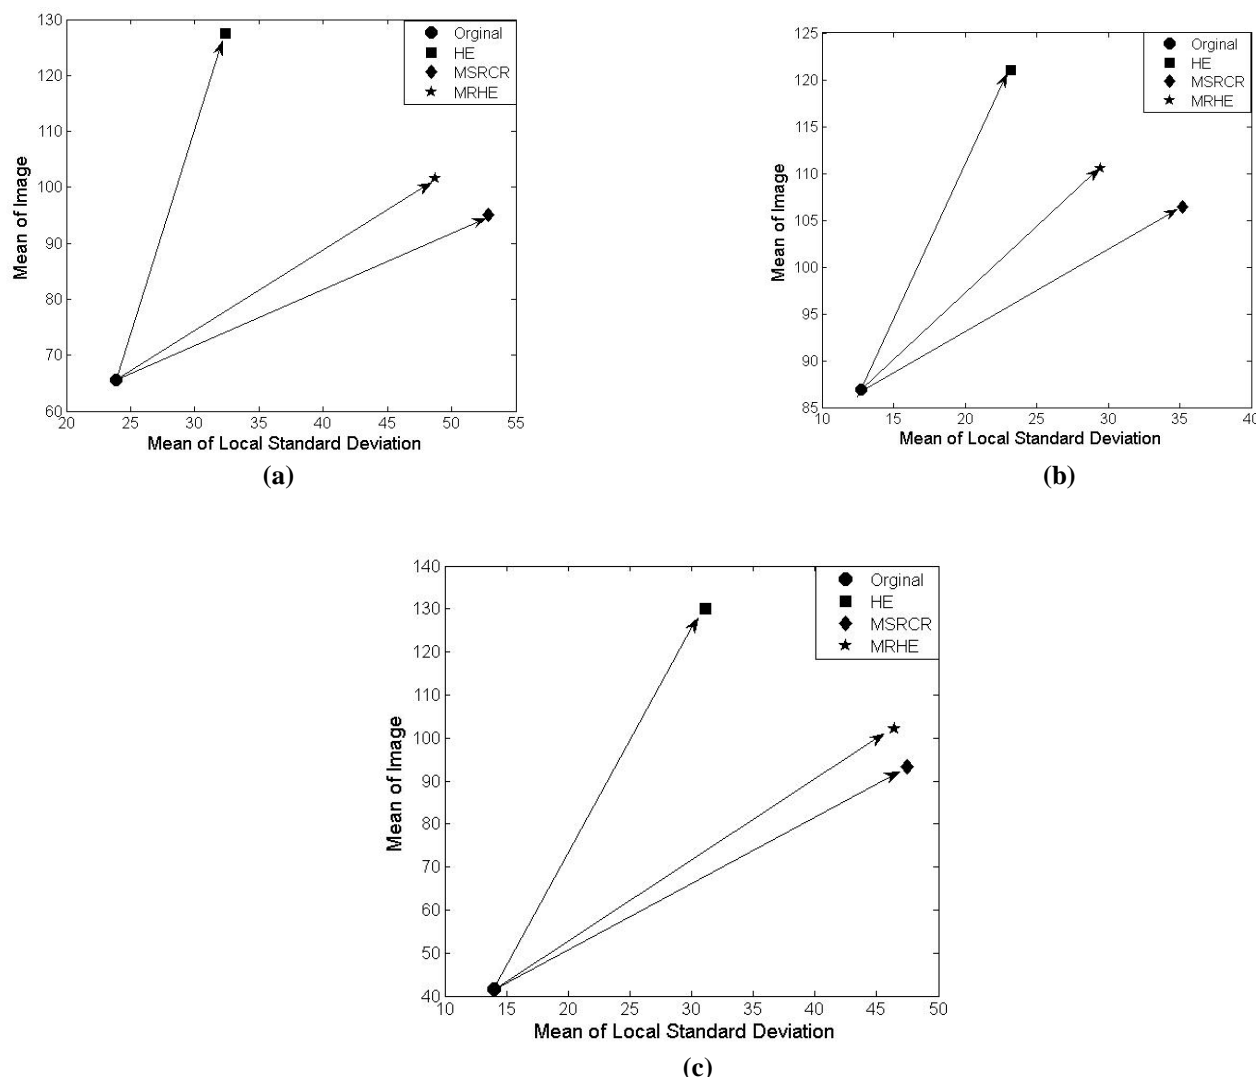 130
120
110
100
90
80
70
60
20 25 30 35 40 45 50 55
Mean of Image
Mean of Local Standard Deviation
Orginal
HE
MSRCR
MRHE
(a)
125
120
115
110
105
100
95
90
85
10 15 20 25 30 35 40
Mean of Image
Mean of Local Standard Deviation
Orginal
HE
MSRCR
MRHE
(b)
140
130
120
110
100
90
80
70
60
50
40
10 15 20 25 30 35 40 45 50
Mean of Image
Mean of Local Standard Deviation
Orginal
HE
MSRCR
MRHE
(c)